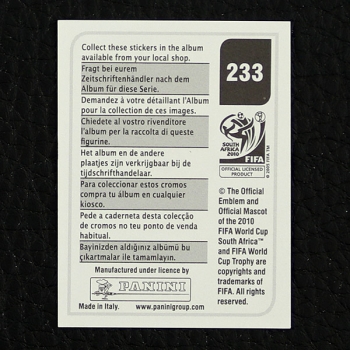 Collect these stickers in the album
available from your local shop.
Fragt bei eurem
Zeitschriftenhändler nach dem
Album für diese Serie.
Demandez à votre détaillant l'Album
pour la collection de ces images.
Chiedete al vostro rivenditore
l'album per la raccolta di queste
figurine.
Het album en de andere
plaatjes zijn verkrijgbaar bij de
tijdschrifthandelaar.
Para coleccionar estos cromos
compra tu álbum en cualquier
kiosco.
Pede a caderneta desta colecção
de cromos no teu ponto de venda
habitual.
Bayinizden aldığınız albümü bu
çıkartmalar ile tamamlayın.
Manufactured under licence by
PANINI
Made in Italy. www.paninigroup.com
233
SOUTH AFRICA
2010
FIFA
© 2005 FIFA TM
OFFICIAL LICENSED
PRODUCT
© The Official
Emblem and
Official Mascot
of the 2010
FIFA World Cup
South Africa™
and FIFA World
Cup Trophy are
copyrights and
trademarks of
FIFA. All rights
reserved.